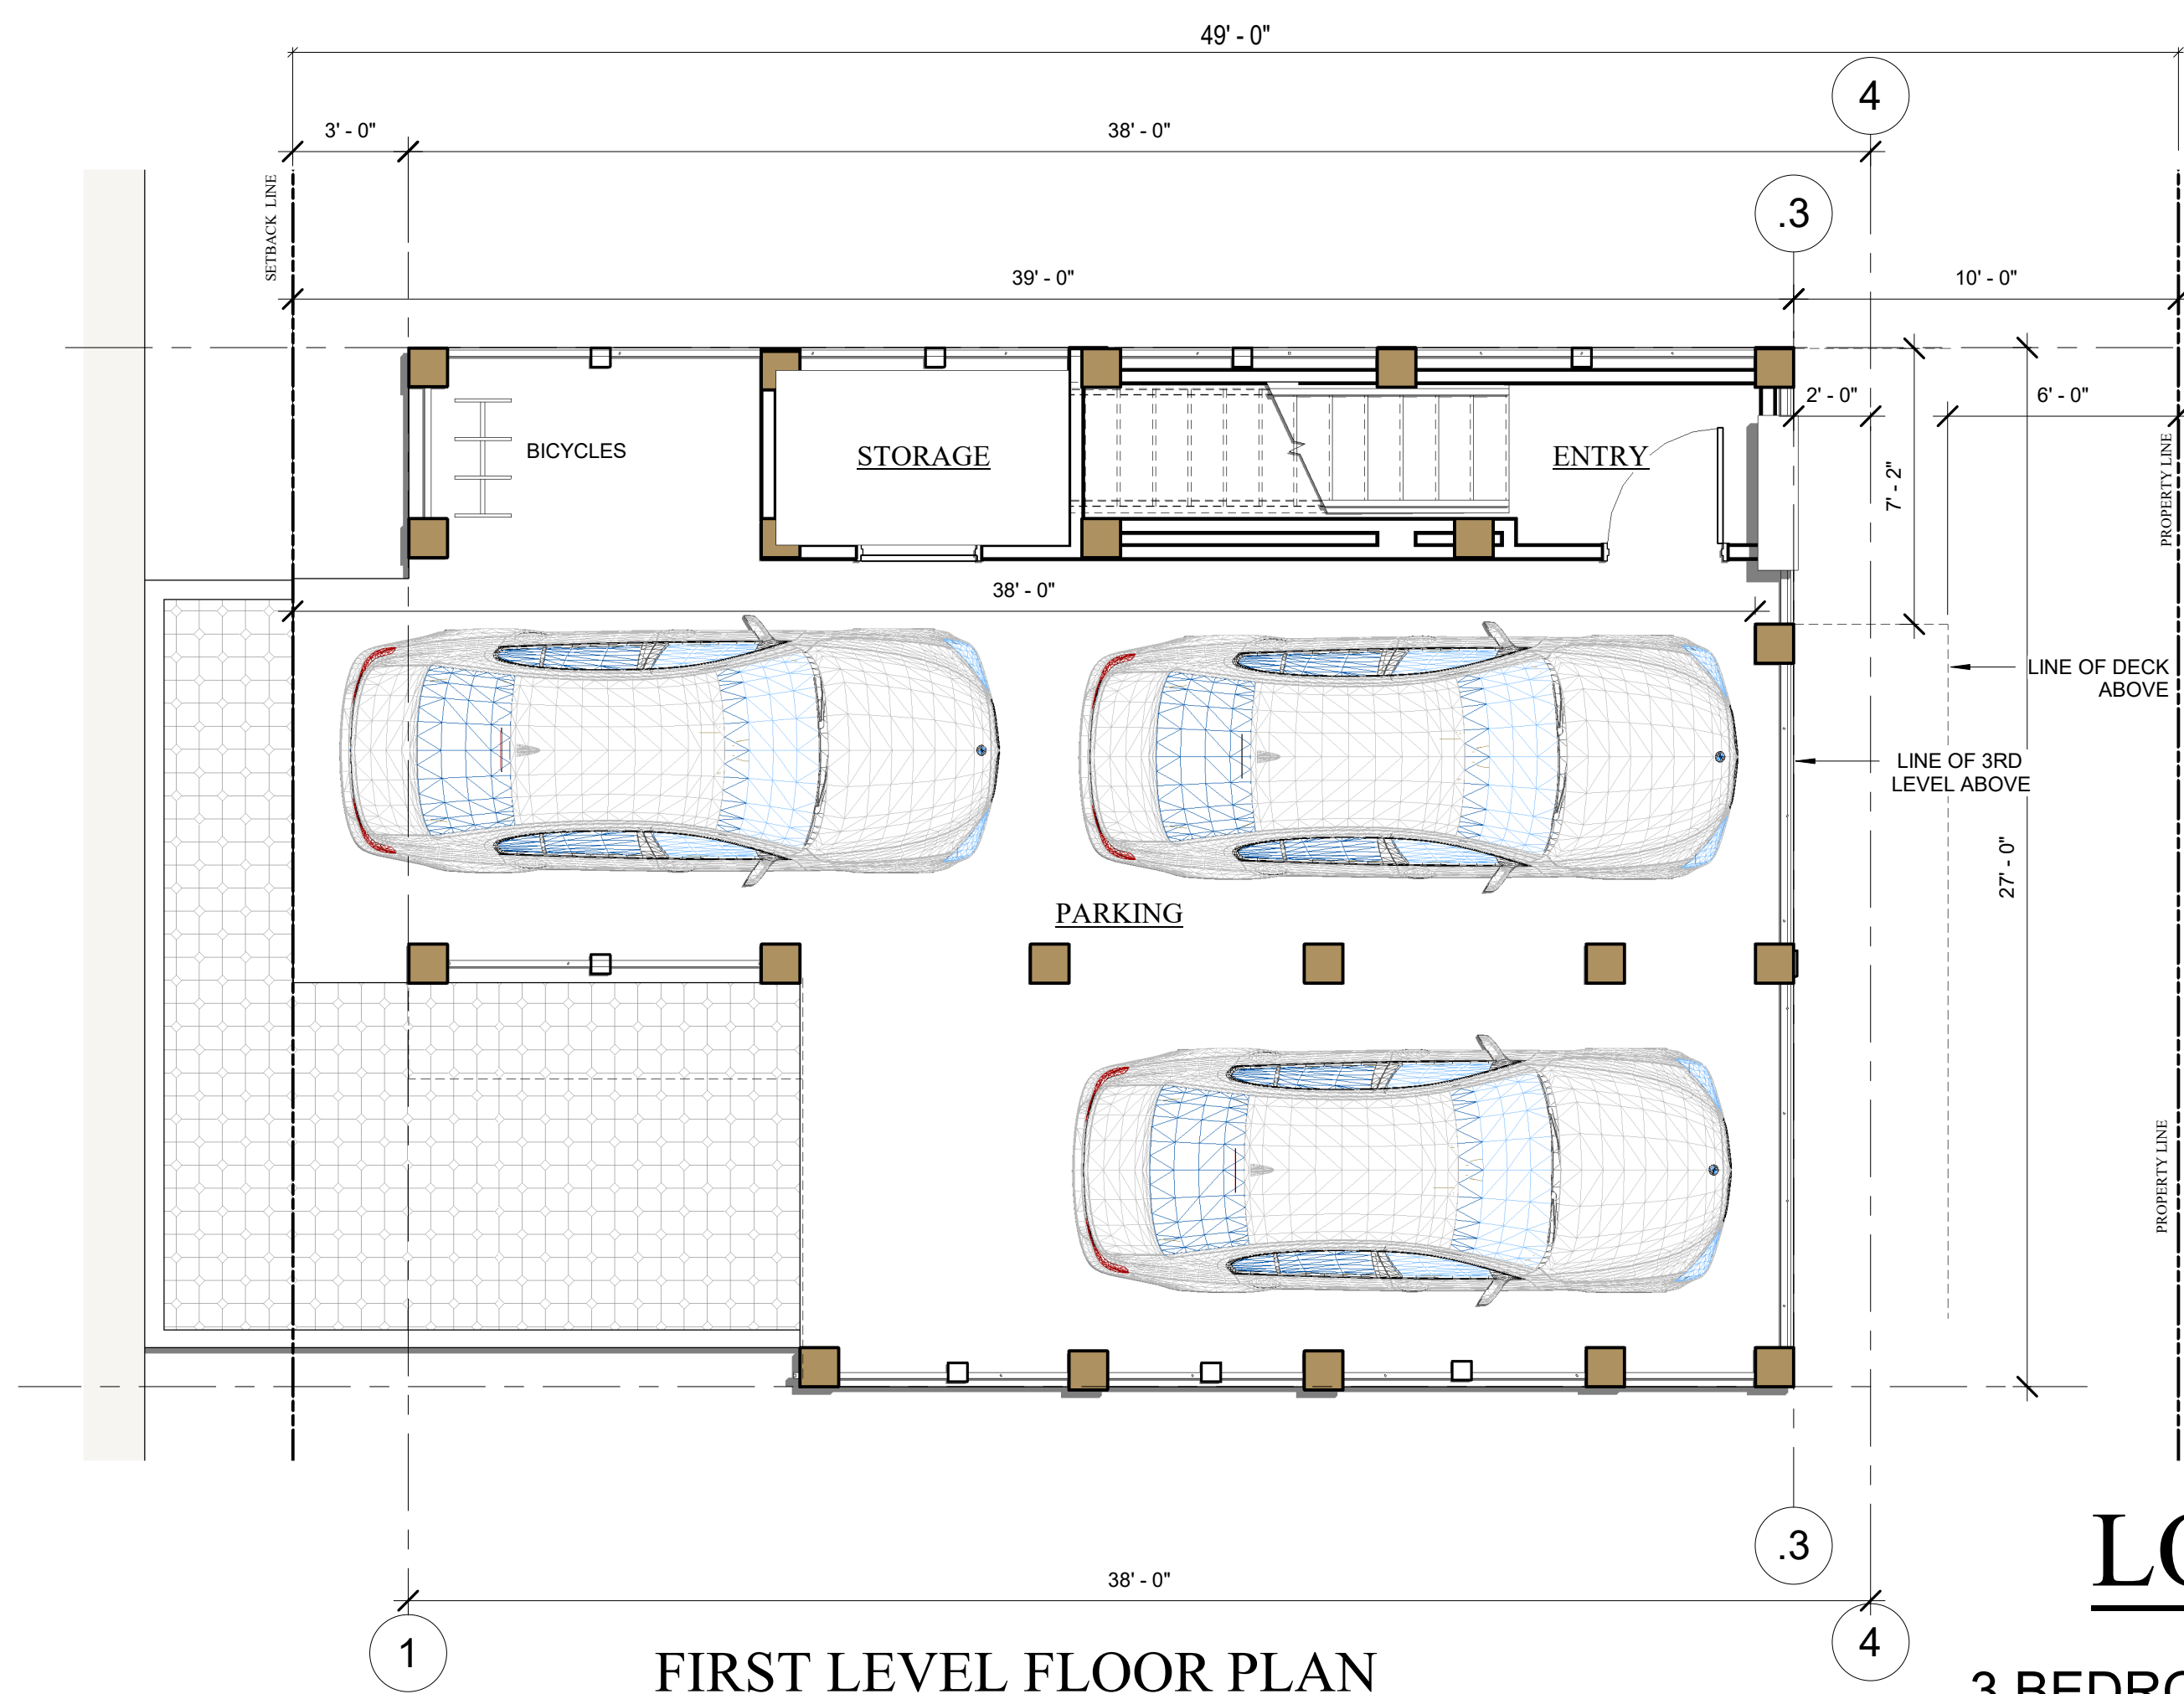 49' - 0"
4
3' - 0"
38' - 0"
.3
SETBACK LINE
39' - 0"
10' - 0"
2' - 0"
6' - 0"
BICYCLES
STORAGE
ENTRY
7' - 2"
PROPERTY LINE
38' - 0"
LINE OF DECK
ABOVE
LINE OF 3RD
LEVEL ABOVE
27' - 0"
PARKING
PROPERTY LINE
.3
38' - 0"
1
4
FIRST LEVEL FLOOR PLAN
3 BEDRO